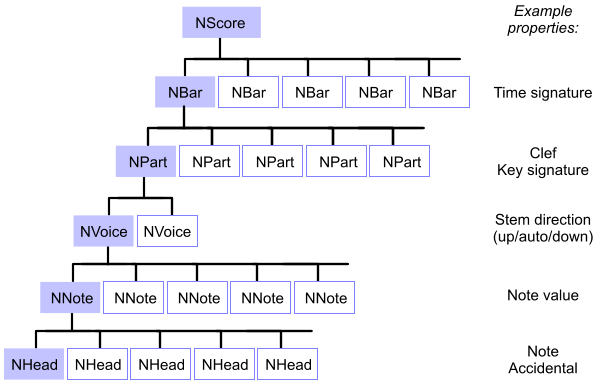 NScore
Example
properties:
NBar NBar NBar NBar NBar
Time signature
NPart NPart NPart NPart NPart
Clef
Key signature
NVoice NVoice
Stem direction
(up/auto/down)
NNote NNote NNote NNote NNote
Note value
NHead NHead NHead NHead NHead
Note
Accidental